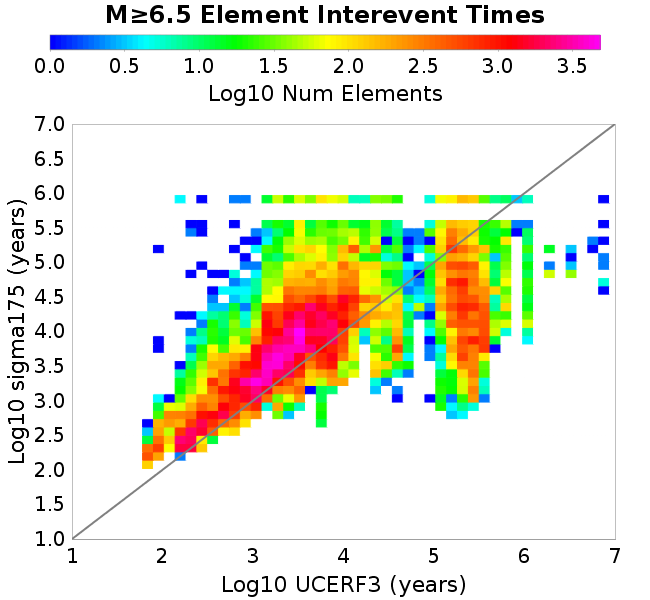 M≥6.5 Element Interevent Times
0.0 0.5 1.0 1.5 2.0 2.5 3.0 3.5
Log10 Num Elements
7.0
6.5
6.0
5.5
5.0
4.5
4.0
3.5
3.0
2.5
2.0
1.5
1.0
Log10 sigma175 (years)
1 2 3 4 5 6 7
Log10 UCERF3 (years)